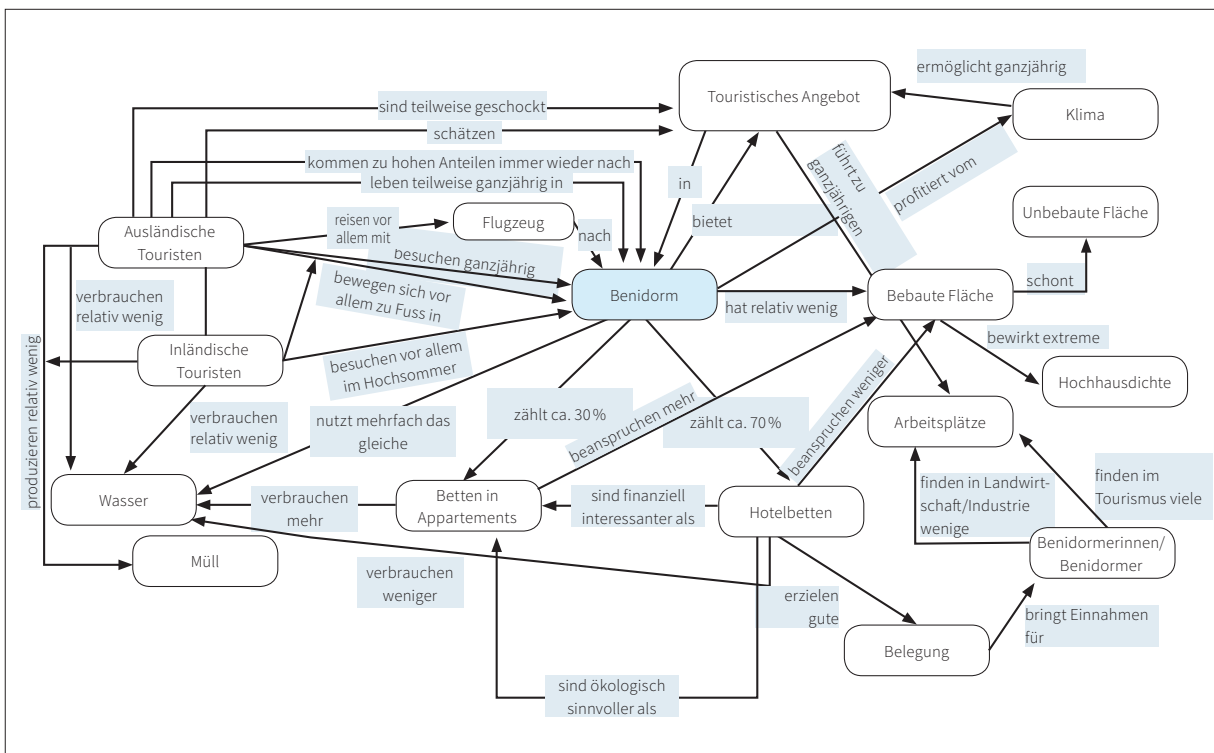 ermöglicht ganzjährig
Touristisches Angebot
Klima
sind teilweise geschockt
schätzen
kommen zu hohen Anteilen immer wieder nach
leben teilweise ganzjährig in
in
führt zu
ganzjährigen
profitiert vom
Unbebaute Fläche
Ausländische
Touristen
reisen vor
allem mit
Flugzeug
nach
bietet
besuchen ganzjährig
bewegen sich vor
allem zu Fuss in
Benidorm
hat relativ wenig
Bebaute Fläche
schont
verbrauchen
relativ wenig
produzieren relativ wenig
Inländische
Touristen
besuchen vor allem
im Hochsommer
bewirkt extreme
Hochhausdichte
verbrauchen
relativ wenig
nutzt mehrfach das
gleiche
zählt ca. 30 %
beanspruchen mehr
zählt ca. 70 %
beanspruchen weniger
Arbeitsplätze
Wasser
verbrauchen
mehr
Betten in
Appartements
sind finanziell
interessanter als
Hotelbetten
finden in Landwirt-
schaft/Industrie
wenige
finden im
Tourismus viele
Müll
Benidormerinnen/
Benidormer
verbrauchen
weniger
erzielen
gute
Belegung
bringt Einnahmen
für
sind ökologisch
sinnvoller als